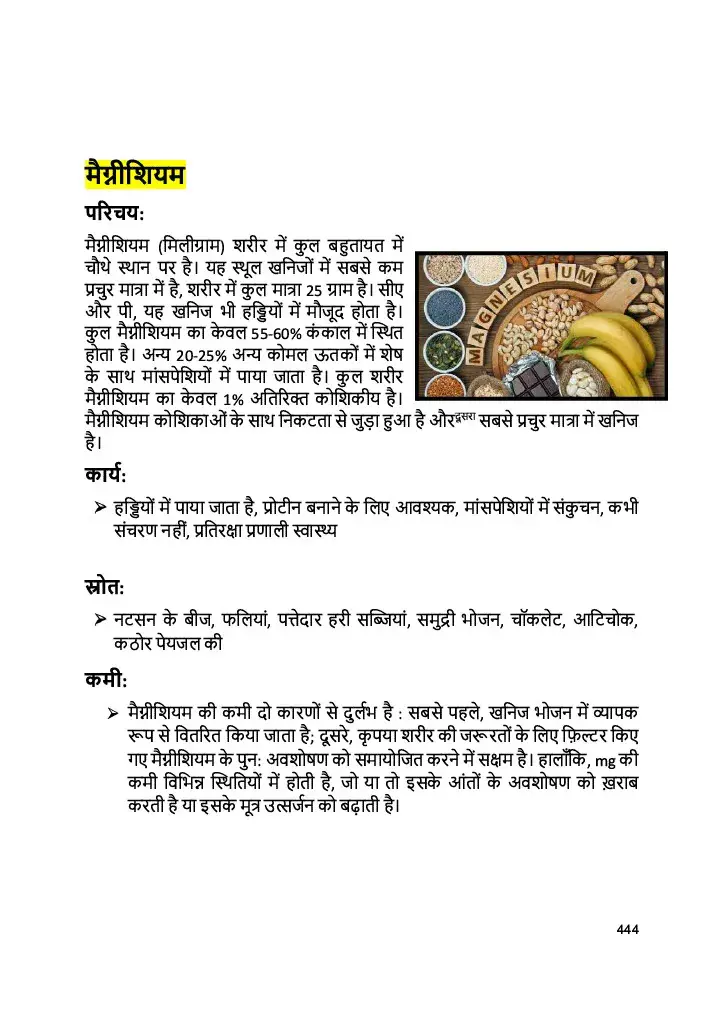 मैग्नीशियम
परिचय:
मैग्नीशियम (मिलीग्राम) शरीर में कुल बहुतायत में
चौथे स्थान पर है। यह स्थूल खनिजों में सबसे कम
प्रचुर मात्रा में है, शरीर में कुल मात्रा 25 ग्राम है। सीए
और पी, यह खनिज भी हड्डियों में मौजूद होता है।
कुल मैग्नीशियम का केवल 55-60% कंकाल में स्थित
होता है। अन्य 20-25% अन्य कोमल ऊतकों में शेष
के साथ मांसपेशियों में पाया जाता है। कुल शरीर
मैग्नीशियम का केवल 1% अतिरिक्त कोशिकीय है।
MAGNESIUM
मैग्नीशियम कोशिकाओं के साथ निकटता से जुड़ा हुआ है और दूसरा सबसे प्रचुर मात्रा में खनिज
है।
कार्य:
➢ हड्डियों में पाया जाता है, प्रोटीन बनाने के लिए आवश्यक, मांसपेशियों में संकुचन, कभी
संचरण नहीं, प्रतिरक्षा प्रणाली स्वास्थ्य
स्रोत:
➢ नटसन के बीज, फलियां, पत्तेदार हरी सब्जियां, समुद्री भोजन, चॉकलेट, आटिचोक,
कठोर पेयजल की
कमी:
➢ मैग्नीशियम की कमी दो कारणों से दुर्लभ है : सबसे पहले, खनिज भोजन में व्यापक
रूप से वितरित किया जाता है; दूसरे, कृपया शरीर की जरूरतों के लिए फ़िल्टर किए
गए मैग्नीशियम के पुन: अवशोषण को समायोजित करने में सक्षम है। हालाँकि, mg की
कमी विभिन्न स्थितियों में होती है, जो या तो इसके आंतों के अवशोषण को ख़राब
करती है या इसके मूत्र उत्सर्जन को बढ़ाती है।
444